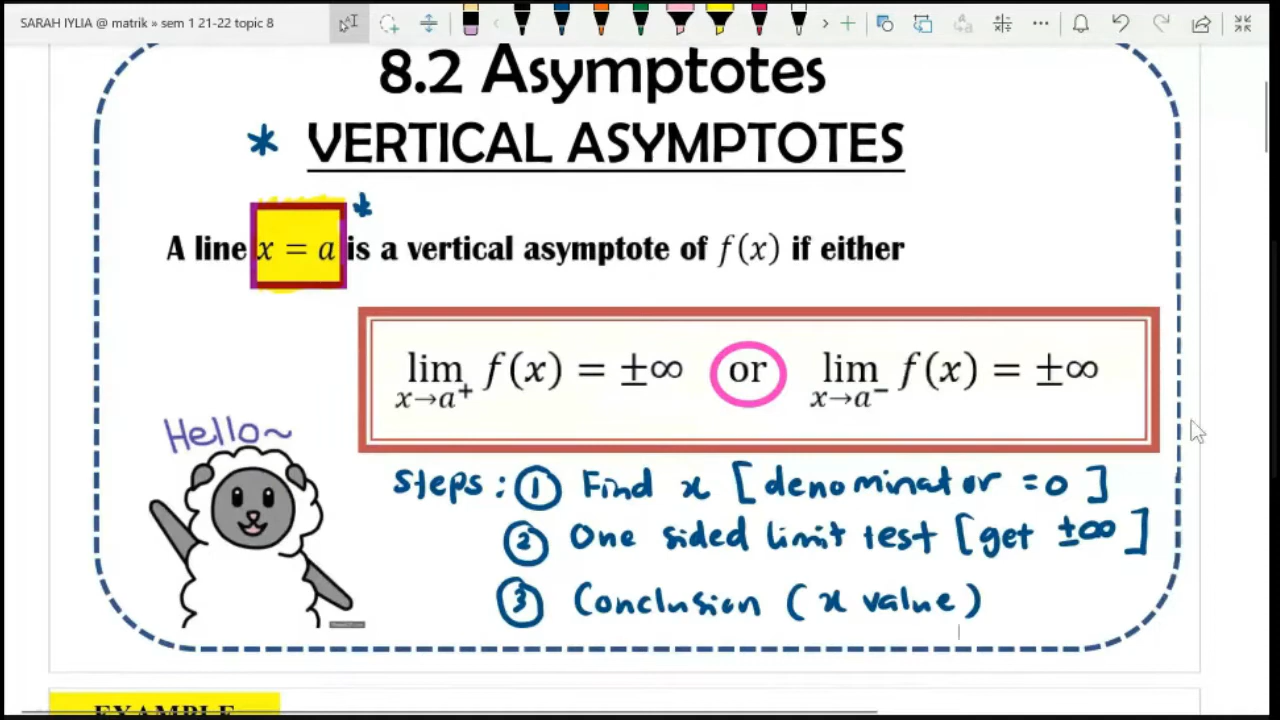 SARAH IYLIA @ matrik » sem 1 21-22 topic 8
8.2 Asymptotes
* VERTICAL ASYMPTOTES
A line x = a * is a vertical asymptote of f(x) if either
lim x→a⁺ f(x) = ±∞ or lim x→a⁻ f(x) = ±∞
Hello~
Steps : ① Find x [denominator = 0]
② One sided limit test [get ±∞]
③ Conclusion (x value)
EXAMPLE